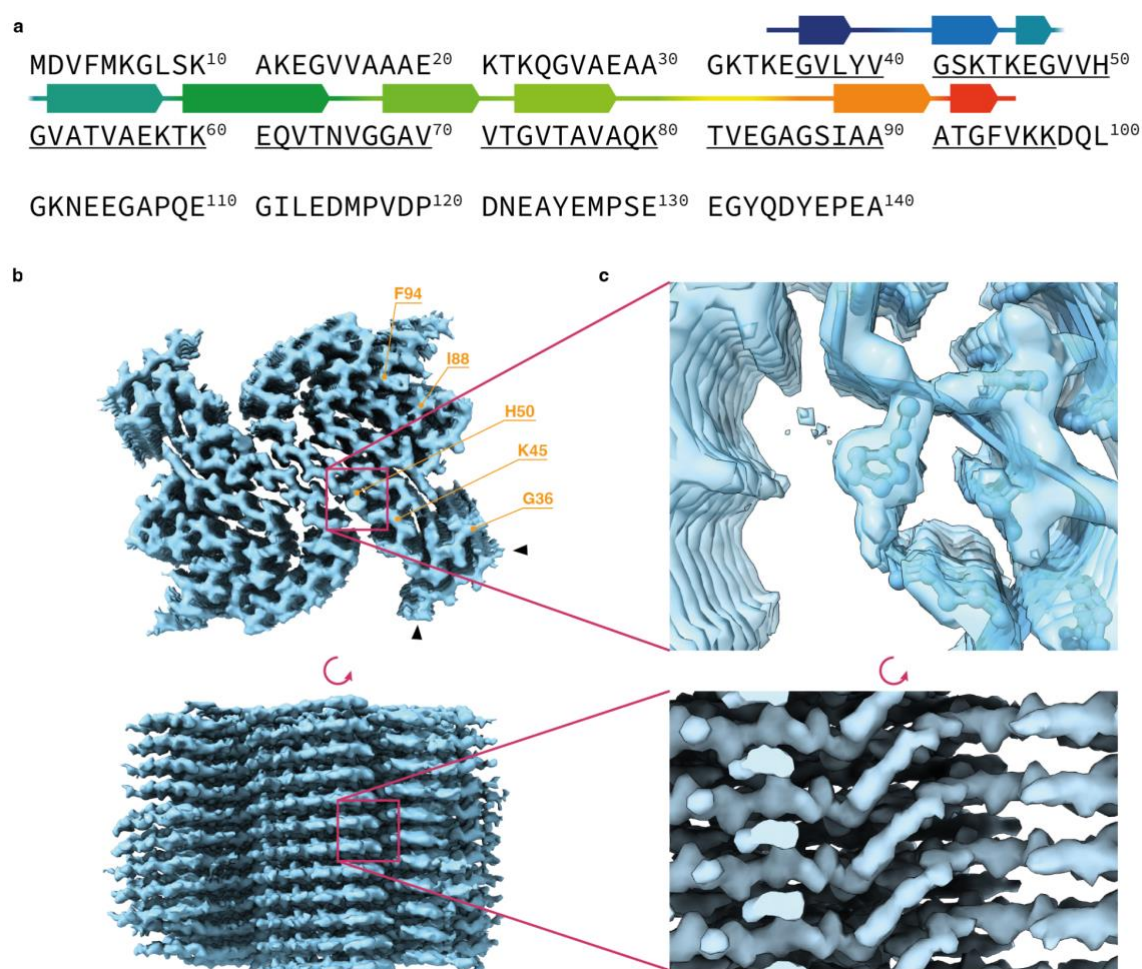 a
MDVFMKGLSK10 AKEGVVAAAE20 KTKQGVAEAA30 GKTKEGVLYV40 GSKTKEGVVH50
GVATVAEKTK60 EQVTNVGGAV70 VTGVTAVAQK80 TVEGAGSIAA90 ATGFVKKDQL100
GKNEEGAPQE110 GILEDMPVDP120 DNEAYEMPSE130 EGYQDYEPEA140
b
c
F94
I88
H50
K45
G36